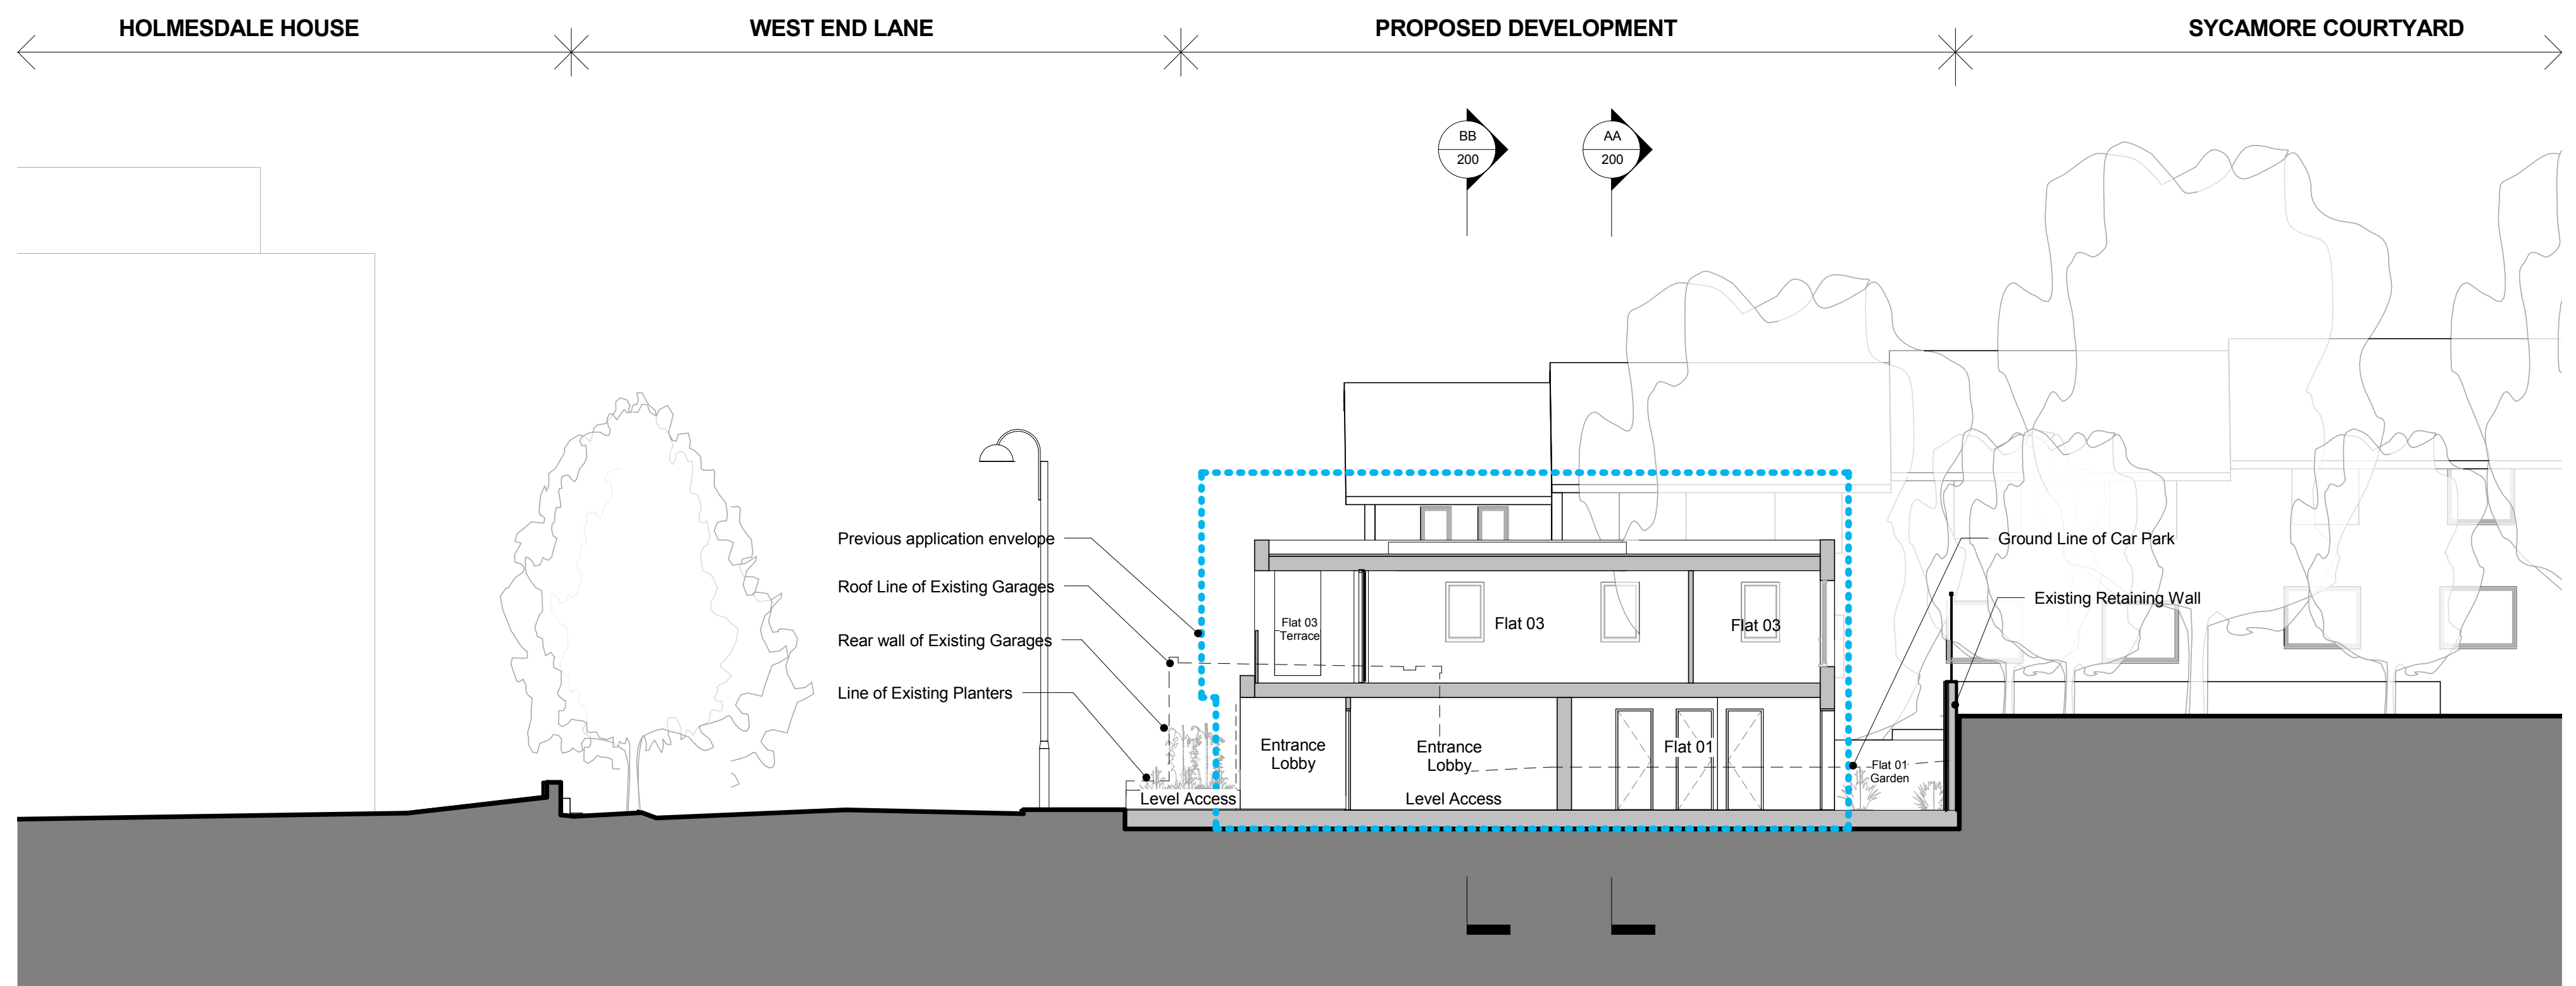 HOLMESDALE HOUSE
WEST END LANE
PROPOSED DEVELOPMENT
SYCAMORE COURTYARD
BB
200
AA
200
Previous application envelope
Roof Line of Existing Garages
Rear wall of Existing Garages
Line of Existing Planters
Ground Line of Car Park
Existing Retaining Wall
Flat 03
Terrace
Flat 03
Flat 03
Entrance
Lobby
Entrance
Lobby
Flat 01
Flat 01
Garden
Level Access
Level Access